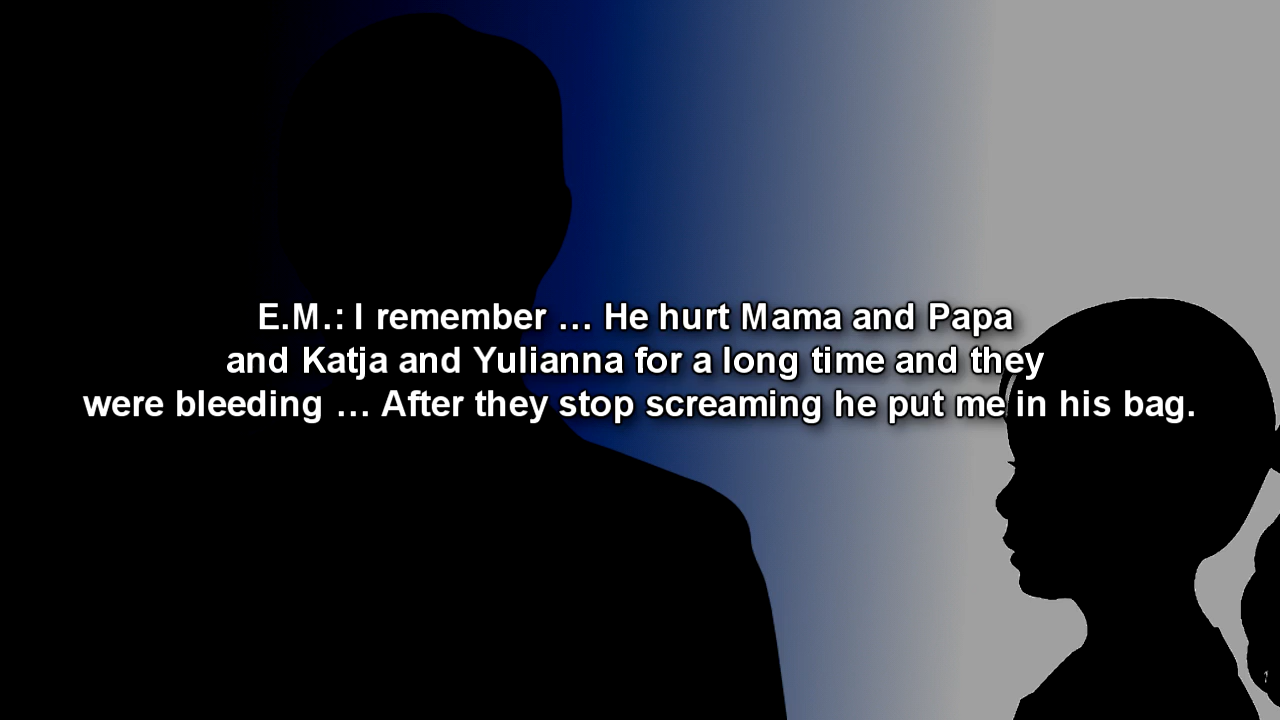 E.M.: I remember … He hurt Mama and Papa
and Katja and Yulianna for a long time and they
were bleeding … After they stop screaming he put me in his bag.